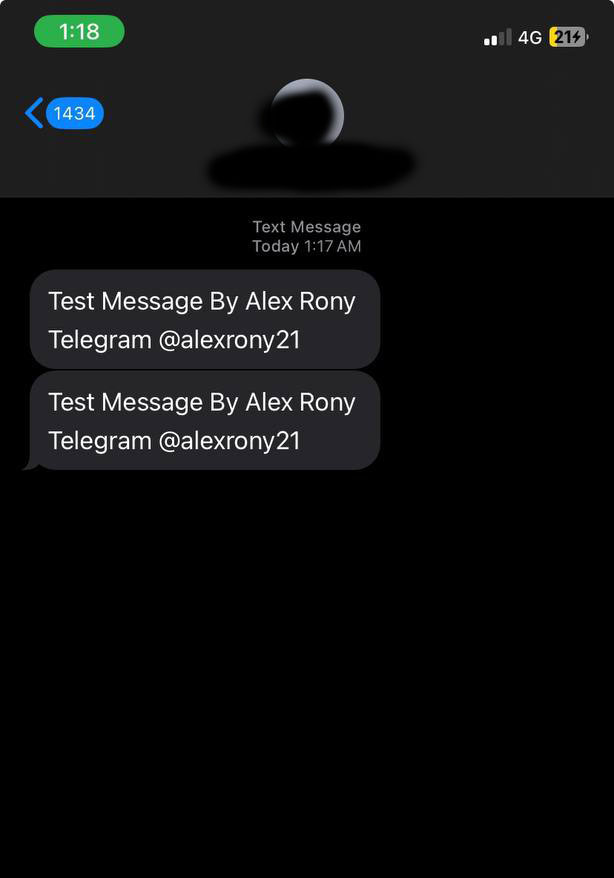 1:18
4G
21
1434
Text Message
Today 1:17 AM
Test Message By Alex Rony
Telegram @alexrony21
Test Message By Alex Rony
Telegram @alexrony21